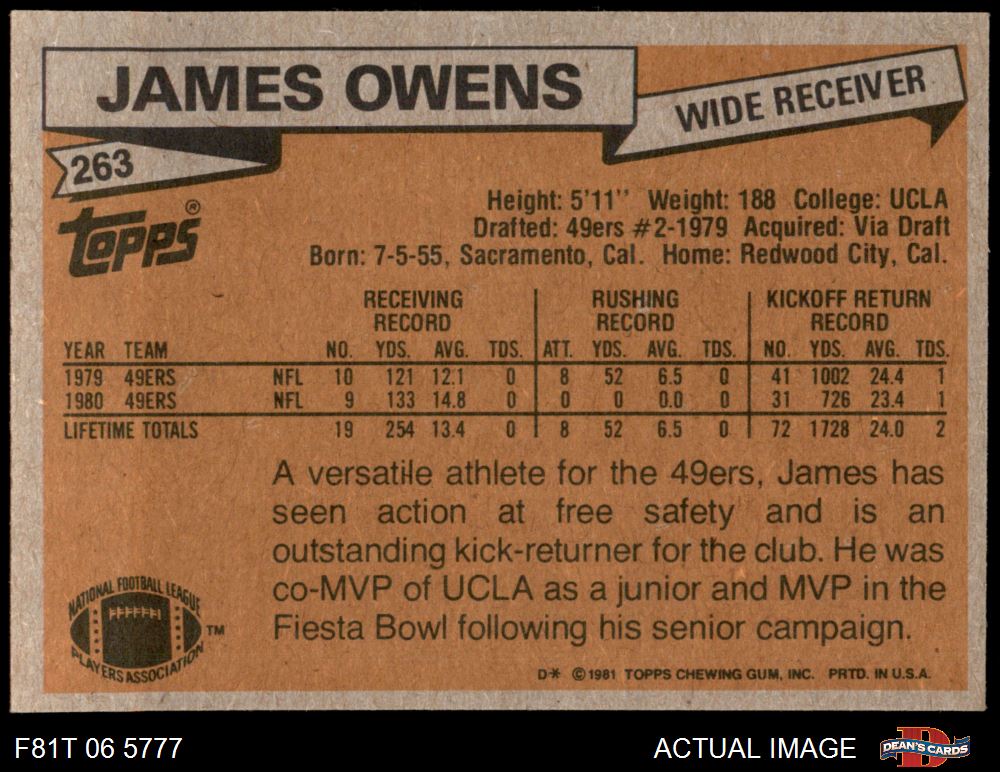 JAMES OWENS
WIDE RECEIVER
263
TOPPS®
Height: 5'11'' Weight: 188 College: UCLA
Drafted: 49ers #2-1979 Acquired: Via Draft
Born: 7-5-55, Sacramento, Cal. Home: Redwood City, Cal.
RECEIVING RECORD RUSHING RECORD KICKOFF RETURN RECORD
YEAR TEAM NO. YDS. AVG. TDS. ATT. YDS. AVG. TDS. NO. YDS. AVG. TDS.
1979 49ERS NFL 10 121 12.1 0 8 52 6.5 0 41 1002 24.4 1
1980 49ERS NFL 9 133 14.8 0 0 0 0.0 0 31 726 23.4 1
LIFETIME TOTALS 19 254 13.4 0 8 52 6.5 0 72 1728 24.0 2
A versatile athlete for the 49ers, James has
seen action at free safety and is an
outstanding kick-returner for the club. He was
co-MVP of UCLA as a junior and MVP in the
Fiesta Bowl following his senior campaign.
NATIONAL FOOTBALL LEAGUE
PLAYERS ASSOCIATION
TM
D* ©1981 TOPPS CHEWING GUM, INC. PRTD. IN U.S.A.
F81T 06 5777
ACTUAL IMAGE
DEAN'S CARDS